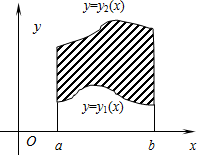 y=y₂(x)
y
y=y₁(x)
O a b x